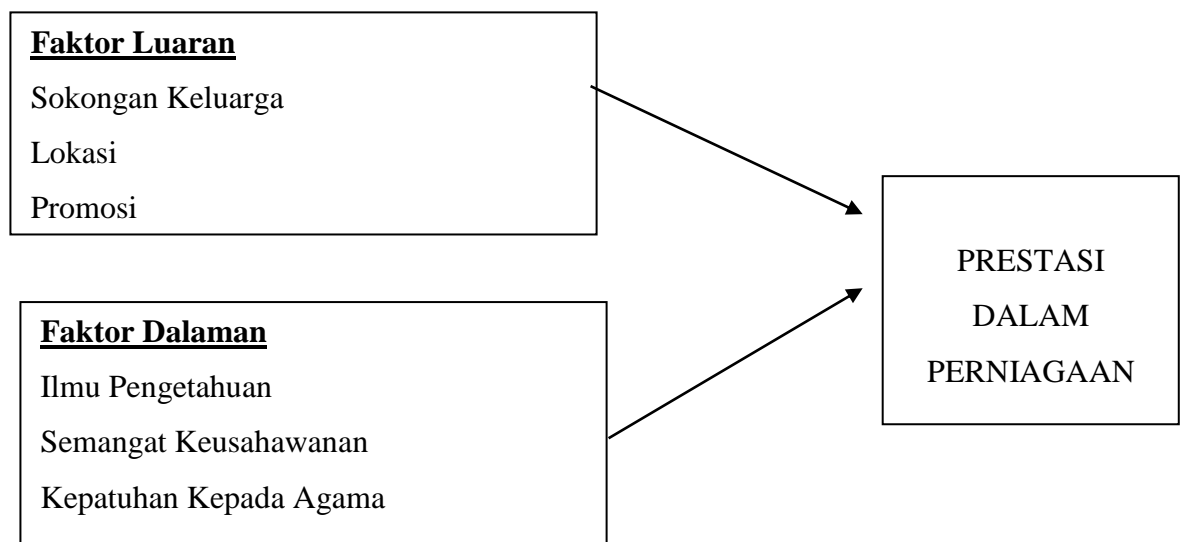 Faktor Luaran
Sokongan Keluarga
Lokasi
Promosi
PRESTASI
DALAM
PERNIAGAAN
Faktor Dalaman
Ilmu Pengetahuan
Semangat Keusahawanan
Kepatuhan Kepada Agama